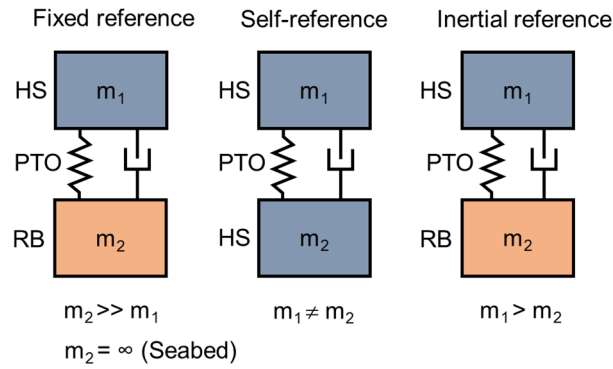 Fixed reference Self-reference Inertial reference
HS m₁ HS m₁ HS m₁
PTO PTO PTO
RB m₂ HS m₂ RB m₂
m₂ >> m₁ m₁ ≠ m₂ m₁ > m₂
m₂ = ∞ (Seabed)